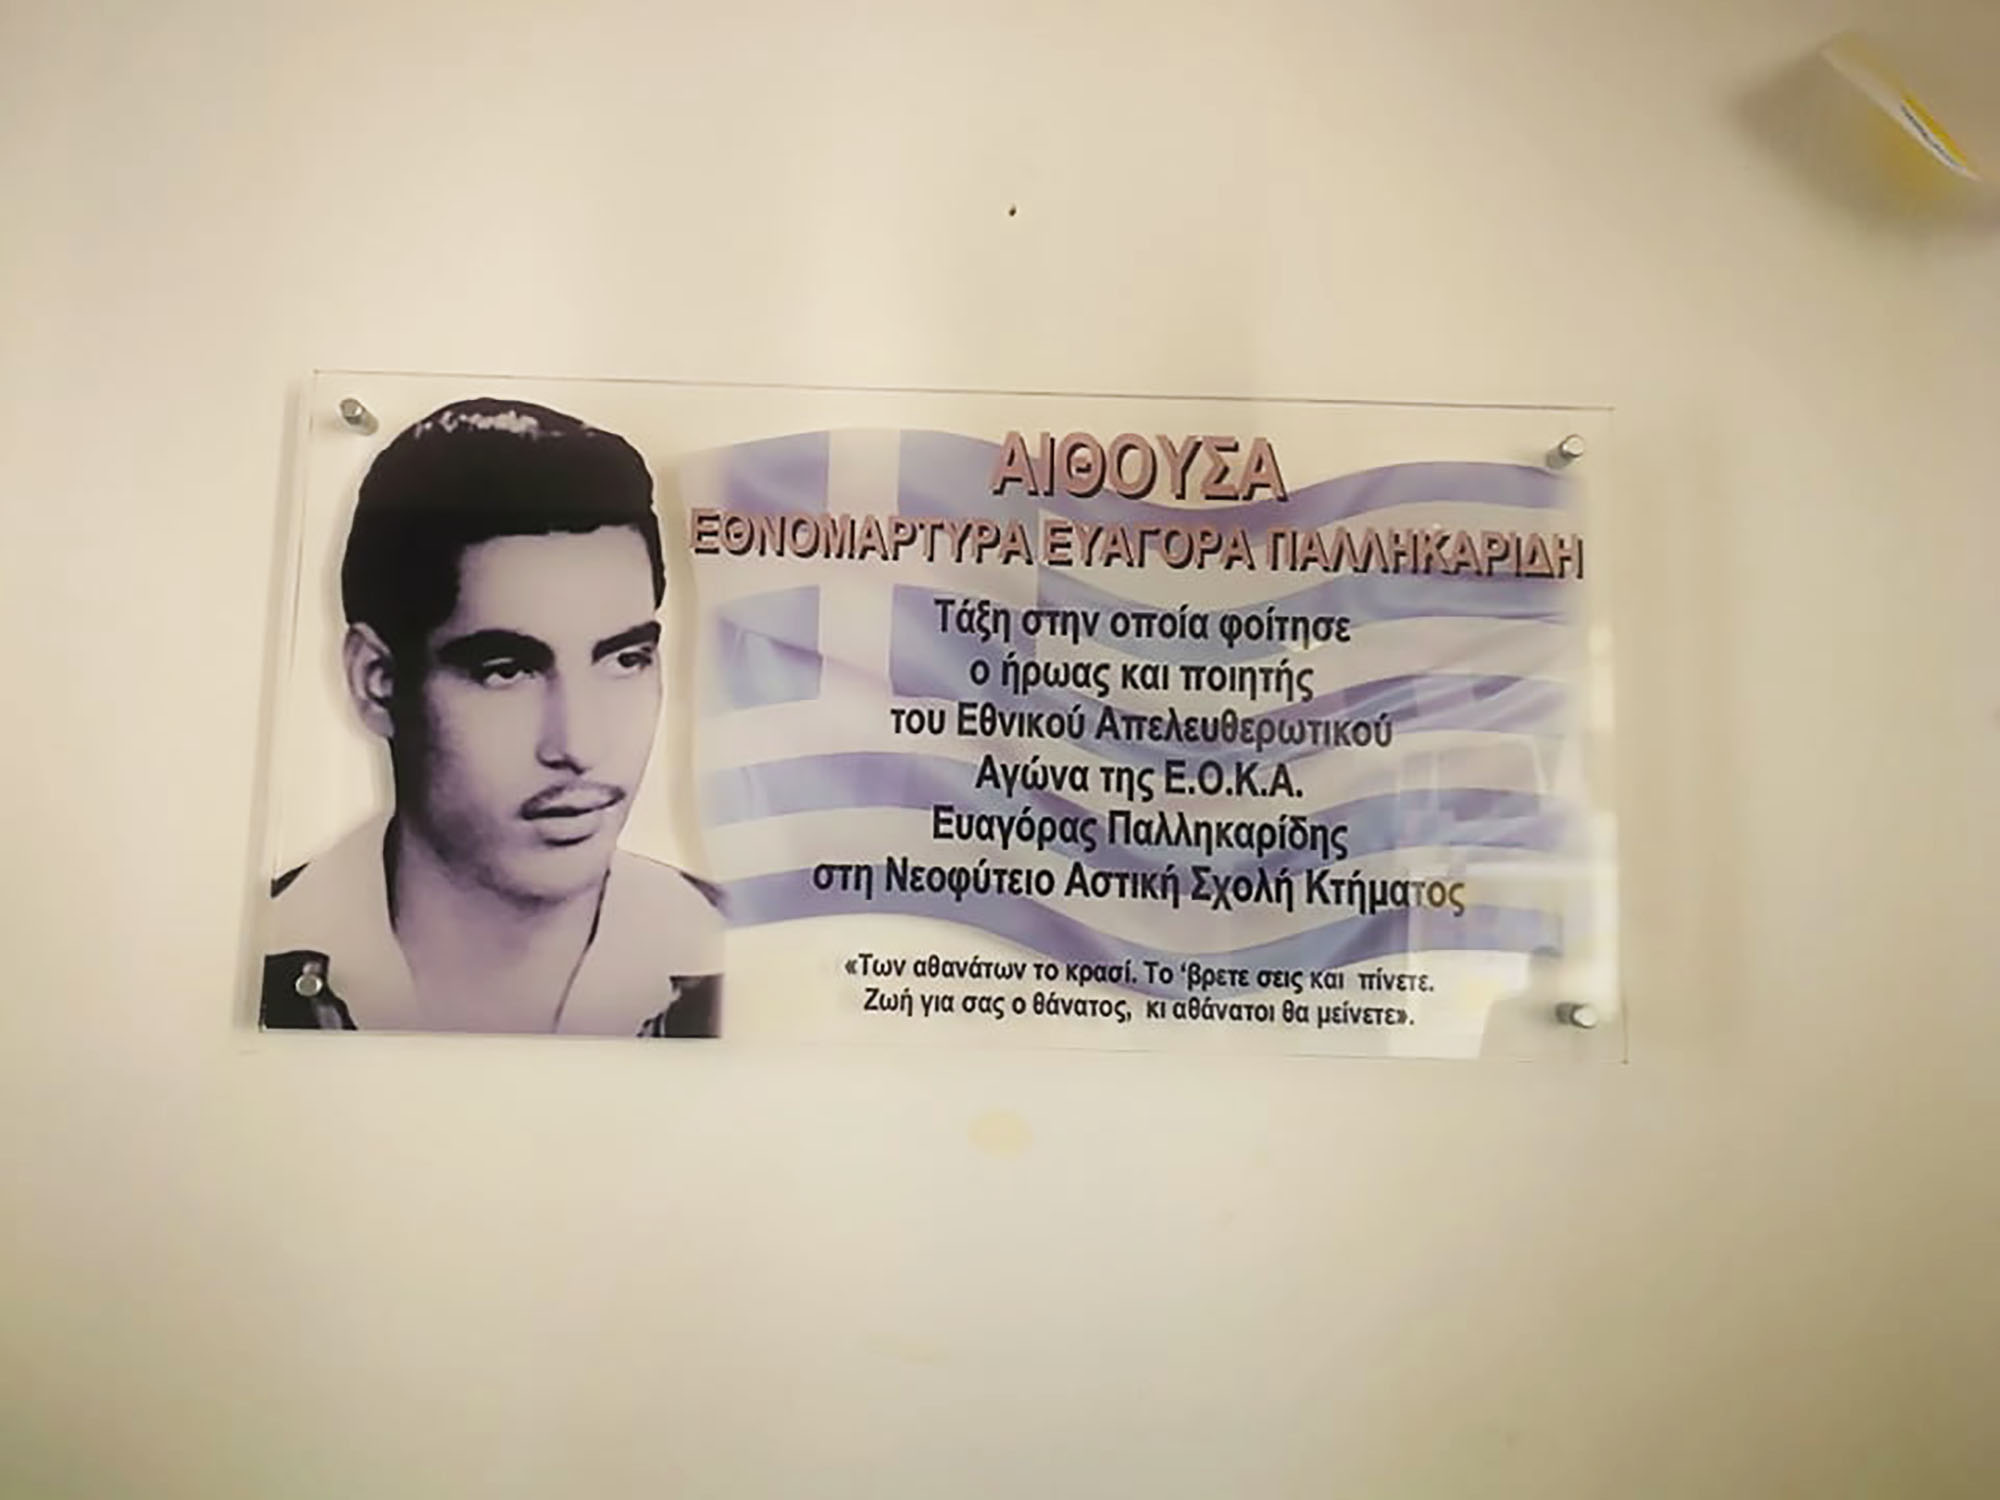 ΑΙΘΟΥΣΑ
ΕΘΝΟΜΑΡΤΥΡΑ ΕΥΑΓΟΡΑ ΠΑΛΛΗΚΑΡΙΔΗ
Τάξη στην οποία φοίτησε
ο ήρωας και ποιητής
του Εθνικού Απελευθερωτικού
Αγώνα της Ε.Ο.Κ.Α.
Ευαγόρας Παλληκαρίδης
στη Νεοφύτειο Αστική Σχολή Κτήματος
«Των αθανάτων το κρασί. Το 'βρετε σεις και πίνετε.
Ζωή για σας ο θάνατος, κι αθάνατοι θα μείνετε».